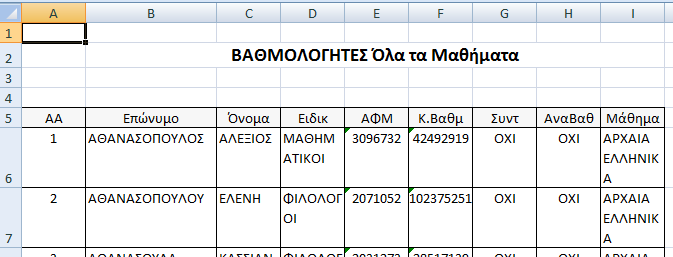 A B C D E F G H I
1
2 ΒΑΘΜΟΛΟΓΗΤΕΣ Όλα τα Μαθήματα
3
4
5 ΑΑ Επώνυμο Όνομα Ειδικ ΑΦΜ Κ.Βαθμ Συντ ΑναΒαθ Μάθημα
1 ΑΘΑΝΑΣΟΠΟΥΛΟΣ ΑΛΕΞΙΟΣ ΜΑΘΗΜ 3096732 42492919 ΟΧΙ ΟΧΙ ΑΡΧΑΙΑ
ΑΤΙΚΟΙ ΕΛΛΗΝΙΚ
6 Α
2 ΑΘΑΝΑΣΟΠΟΥΛΟΥ ΕΛΕΝΗ ΦΙΛΟΛΟΓ 2071052 102375251 ΟΧΙ ΟΧΙ ΑΡΧΑΙΑ
ΟΙ ΕΛΛΗΝΙΚ
7 Α